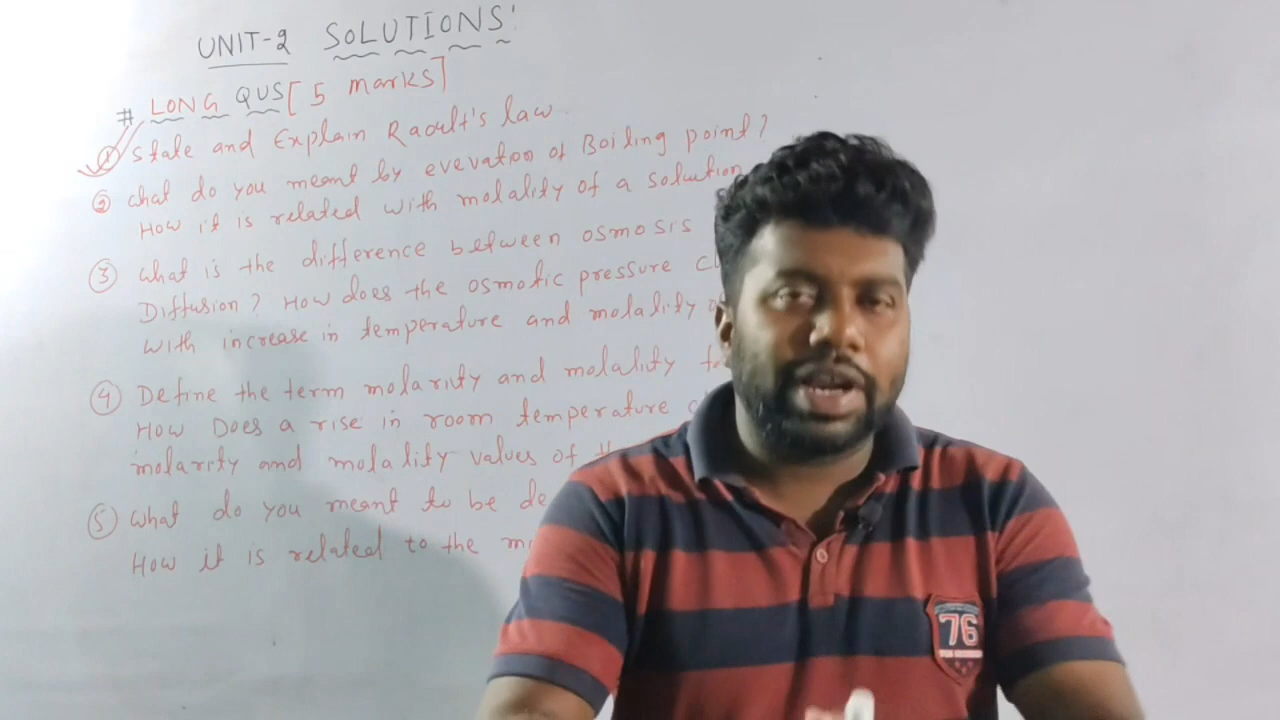 UNIT-2 SOLUTIONS'
# LONG QUS [5 marks]
① State and Explain Raoult's law
② what do you meant by evevation of Boiling point?
How it is related with molality of a solution
③ what is the difference between osmosis
Diffusion? How does the osmotic pressure
with increase in temperature and molality
④ Define the term molarity and molality
How Does a rise in room temperature
molarity and molality values of
⑤ what do you meant to be
How it is related to the
76